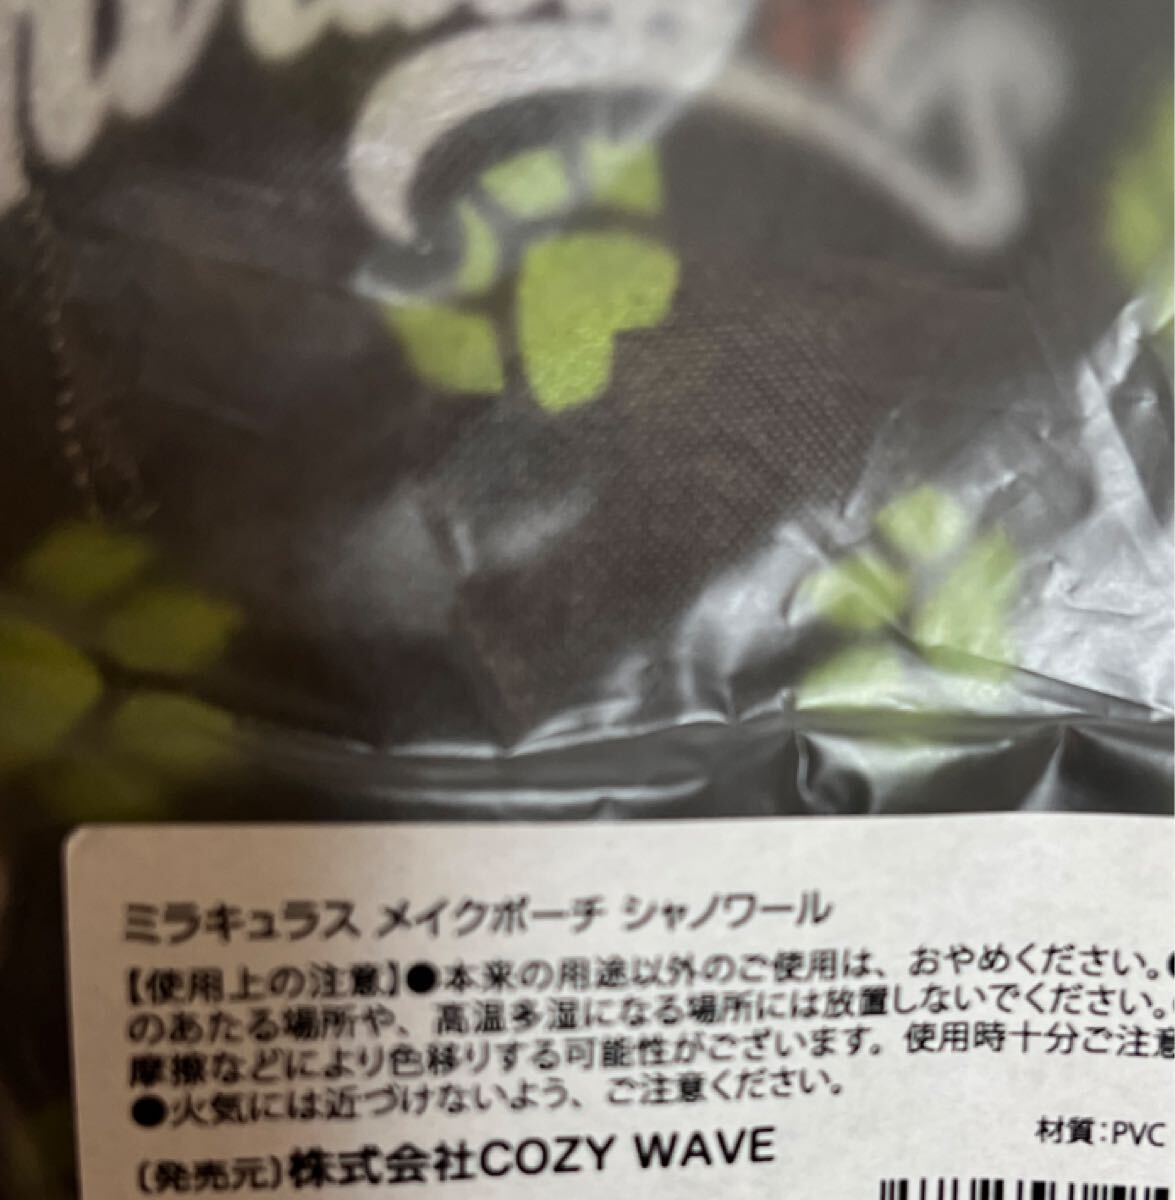 ミラキュラス メイクポーチ シャノワール
【使用上の注意】●本来の用途以外のご使用は、おやめください。●
のあたる場所や、高温多湿になる場所には放置しないでください。
摩擦などにより色移りする可能性がございます。使用時十分ご注意
●火気には近づけないよう、ご注意ください。
材質:PVC
(発売元)株式会社COZY WAVE